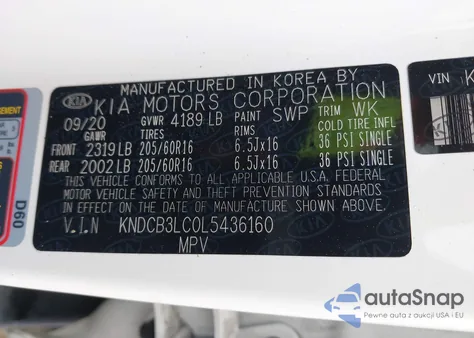 MANUFACTURED IN KOREA BY
KIA KIA MOTORS CORPORATION
09/20 GVWR 4189 LB PAINT SWP TRIM WK
GAWR TIRES RIMS COLD TIRE INFL
FRONT 2319 LB 205/60R16 6.5Jx16 36 PSI SINGLE
REAR 2002 LB 205/60R16 6.5Jx16 36 PSI SINGLE
THIS VEHICLE CONFORMS TO ALL APPLICABLE U.S.A. FEDERAL
MOTOR VEHICLE SAFETY AND THEFT PREVENTION STANDARDS
IN EFFECT ON THE DATE OF MANUFACTURE SHOWN ABOVE.
V.I.N KNDCB3LC0L5436160
MPV
D60
VIN K
autoSnap
Pewne auta z aukcji USA i EU